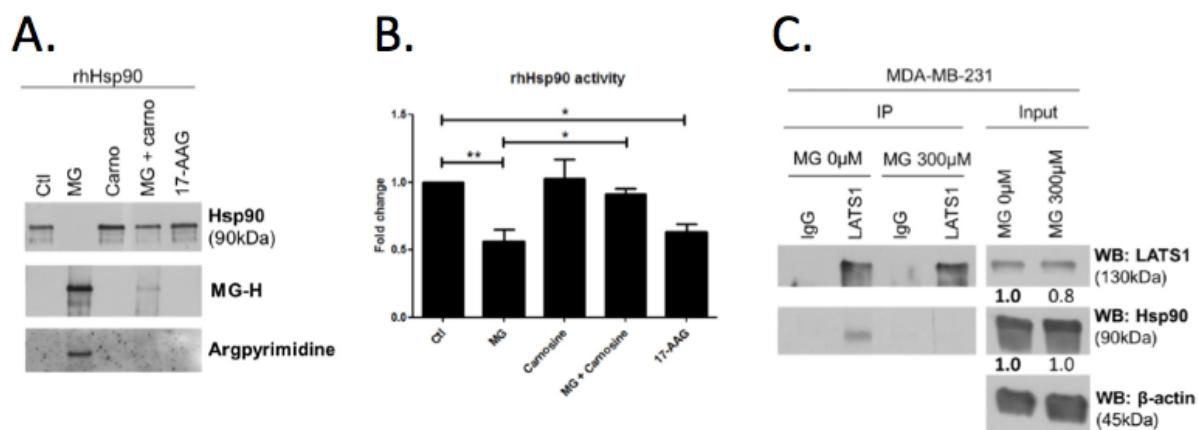 A.
rhHsp90
Ctl
MG
Carno
MG + carno
17-AAG
Hsp90
(90kDa)
MG-H
Argpyrimidine
B.
rhHsp90 activity
Fold change
1.5
1.0
0.5
0.0
*
*
**
Ctl
MG
Carnosine
MG + Carnosine
17-AAG
C.
MDA-MB-231
IP
Input
MG 0µM
MG 300µM
IgG
LATS1
IgG
LATS1
MG 0µM
MG 300µM
WB: LATS1
(130kDa)
1.0 0.8
WB: Hsp90
(90kDa)
1.0 1.0
WB: β-actin
(45kDa)